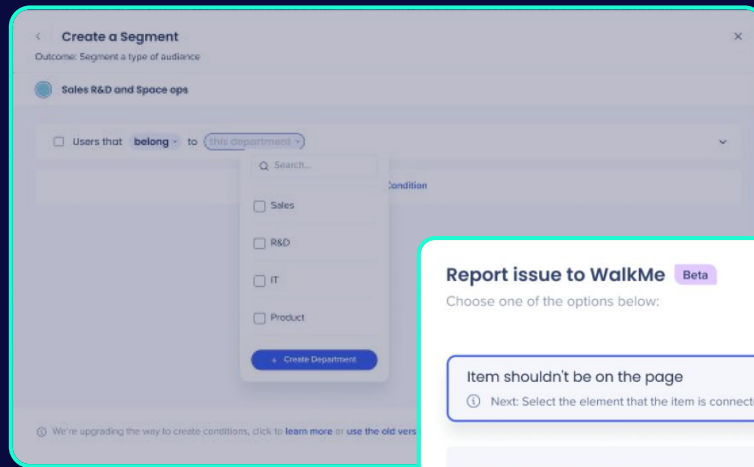 Create a Segment
Outcome: Segment a type of audience
Sales R&D and Space ops
Users that belong to this department
Search...
Condition
Sales
R&D
IT
Product
+ Create Department
We're upgrading the way to create conditions, click to learn more or use the old vers
Report issue to WalkMe Beta
Choose one of the options below:
Item shouldn't be on the page
Next: Select the element that the item is connect